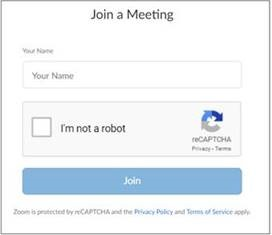 Join a Meeting
Your Name
Your Name
I'm not a robot
reCAPTCHA
Privacy - Terms
Join
Zoom is protected by reCAPTCHA and the Privacy Policy and Terms of Service apply.